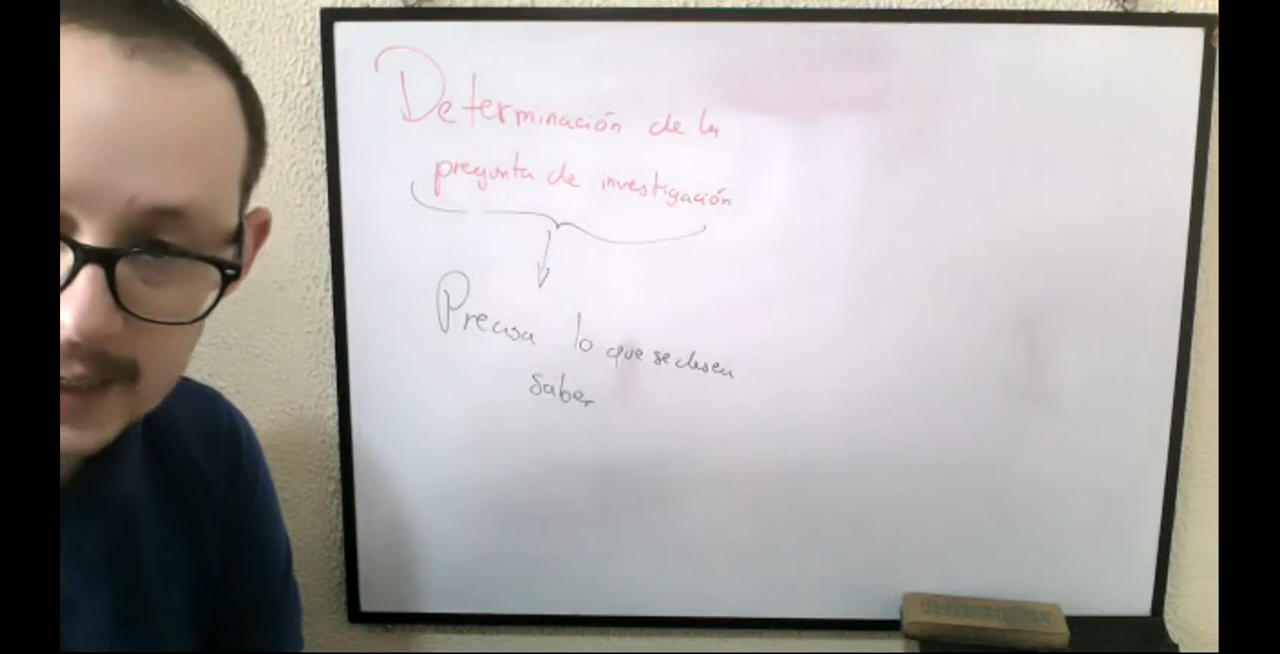 Determinación de la
pregunta de investigación
Precisa lo que se desea
saber